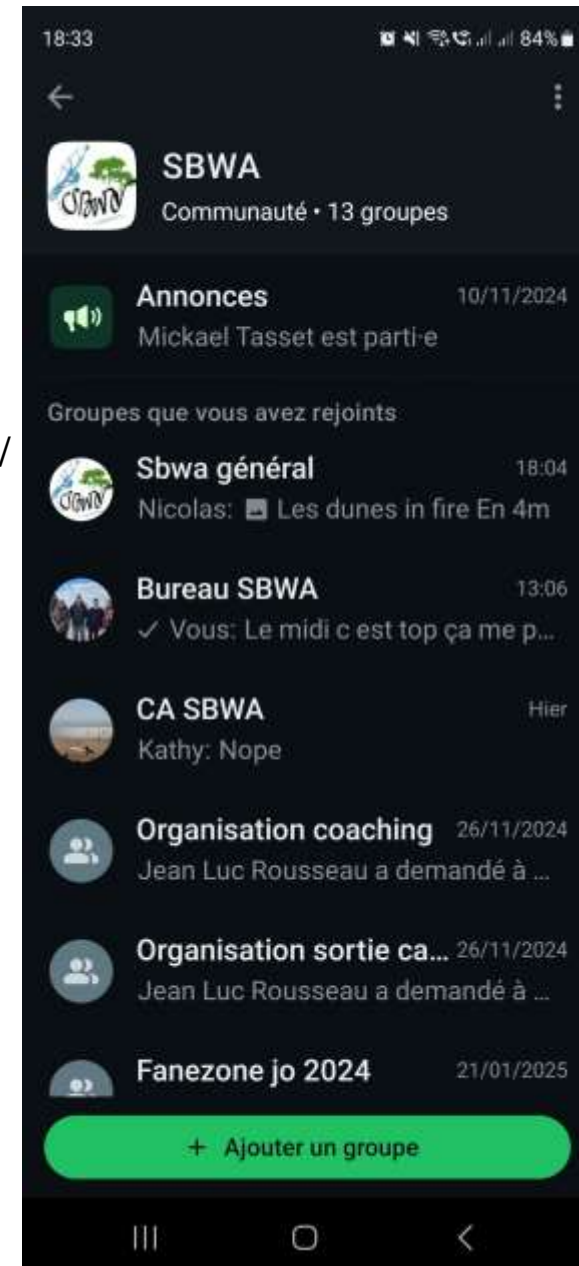 18:33 84%
SBWA
Communauté • 13 groupes
Annonces 10/11/2024
Mickael Tasset est parti·e
Groupes que vous avez rejoints
/
Sbwa général 18:04
Nicolas: Les dunes in fire En 4m
Bureau SBWA 13:06
✓ Vous: Le midi c est top ça me p...
CA SBWA Hier
Kathy: Nope
Organisation coaching 26/11/2024
Jean Luc Rousseau a demandé à ...
Organisation sortie ca... 26/11/2024
Jean Luc Rousseau a demandé à ...
Fanezone jo 2024 21/01/2025
+ Ajouter un groupe